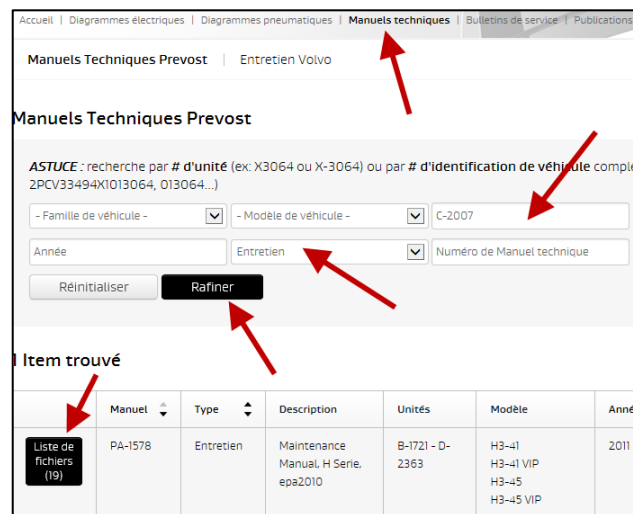 Accueil | Diagrammes électriques | Diagrammes pneumatiques | Manuels techniques | Bulletins de service | Publications
Manuels Techniques Prevost | Entretien Volvo
Manuels Techniques Prevost
ASTUCE : recherche par # d'unité (ex: X3064 ou X-3064) ou par # d'identification de véhicule comple
2PCV33494X1013064, 013064...)
- Famille de véhicule - - Modèle de véhicule - C-2007
Année Entretien Numéro de Manuel technique
Réinitialiser Rafiner
1 Item trouvé
Manuel Type Description Unités Modèle Anné
Liste de fichiers (19) PA-1578 Entretien Maintenance B-1721 - D- H3-41 2011
Manual, H Serie, 2363 H3-41 VIP
epa2010 H3-45
H3-45 VIP